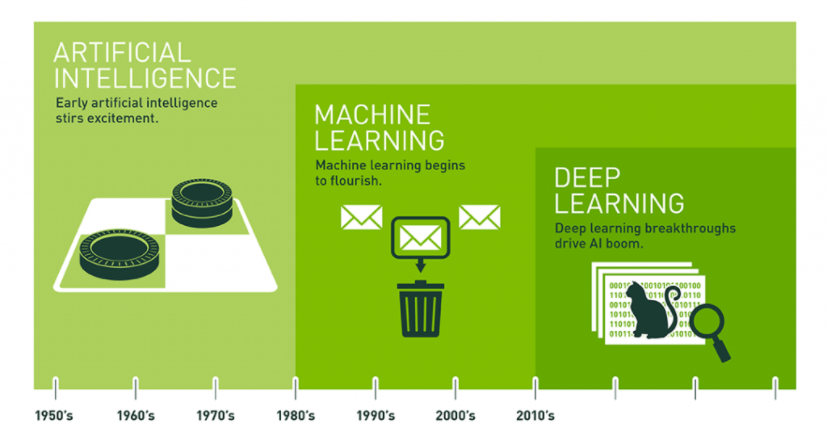 ARTIFICIAL
INTELLIGENCE
Early artificial intelligence
stirs excitement.
MACHINE
LEARNING
Machine learning begins
to flourish.
DEEP
LEARNING
Deep learning breakthroughs
drive AI boom.
1950's 1960's 1970's 1980's 1990's 2000's 2010's